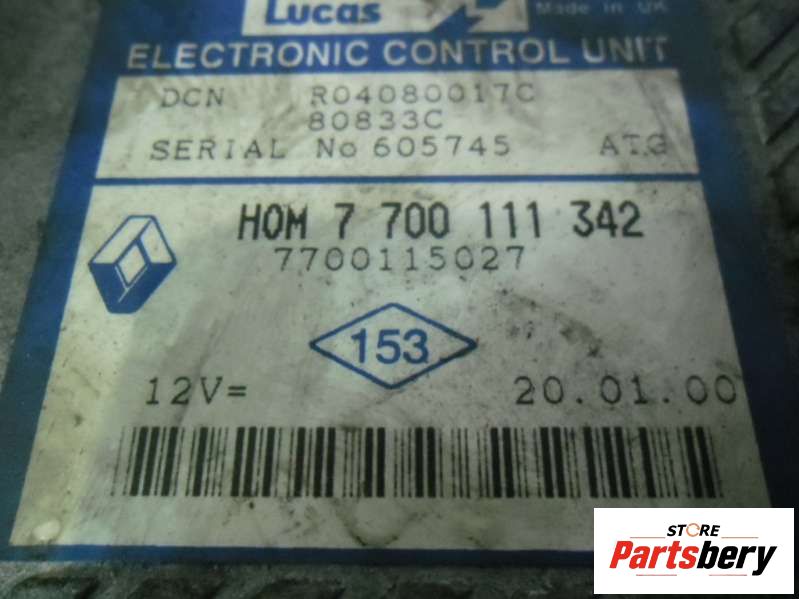 Lucas
Made in UK
ELECTRONIC CONTROL UNIT
DCN R04080017C
80833C
SERIAL No 605745 ATG
HOM 7 700 111 342
7700115027
153
12V= 20.01.00
STORE
Partsbery